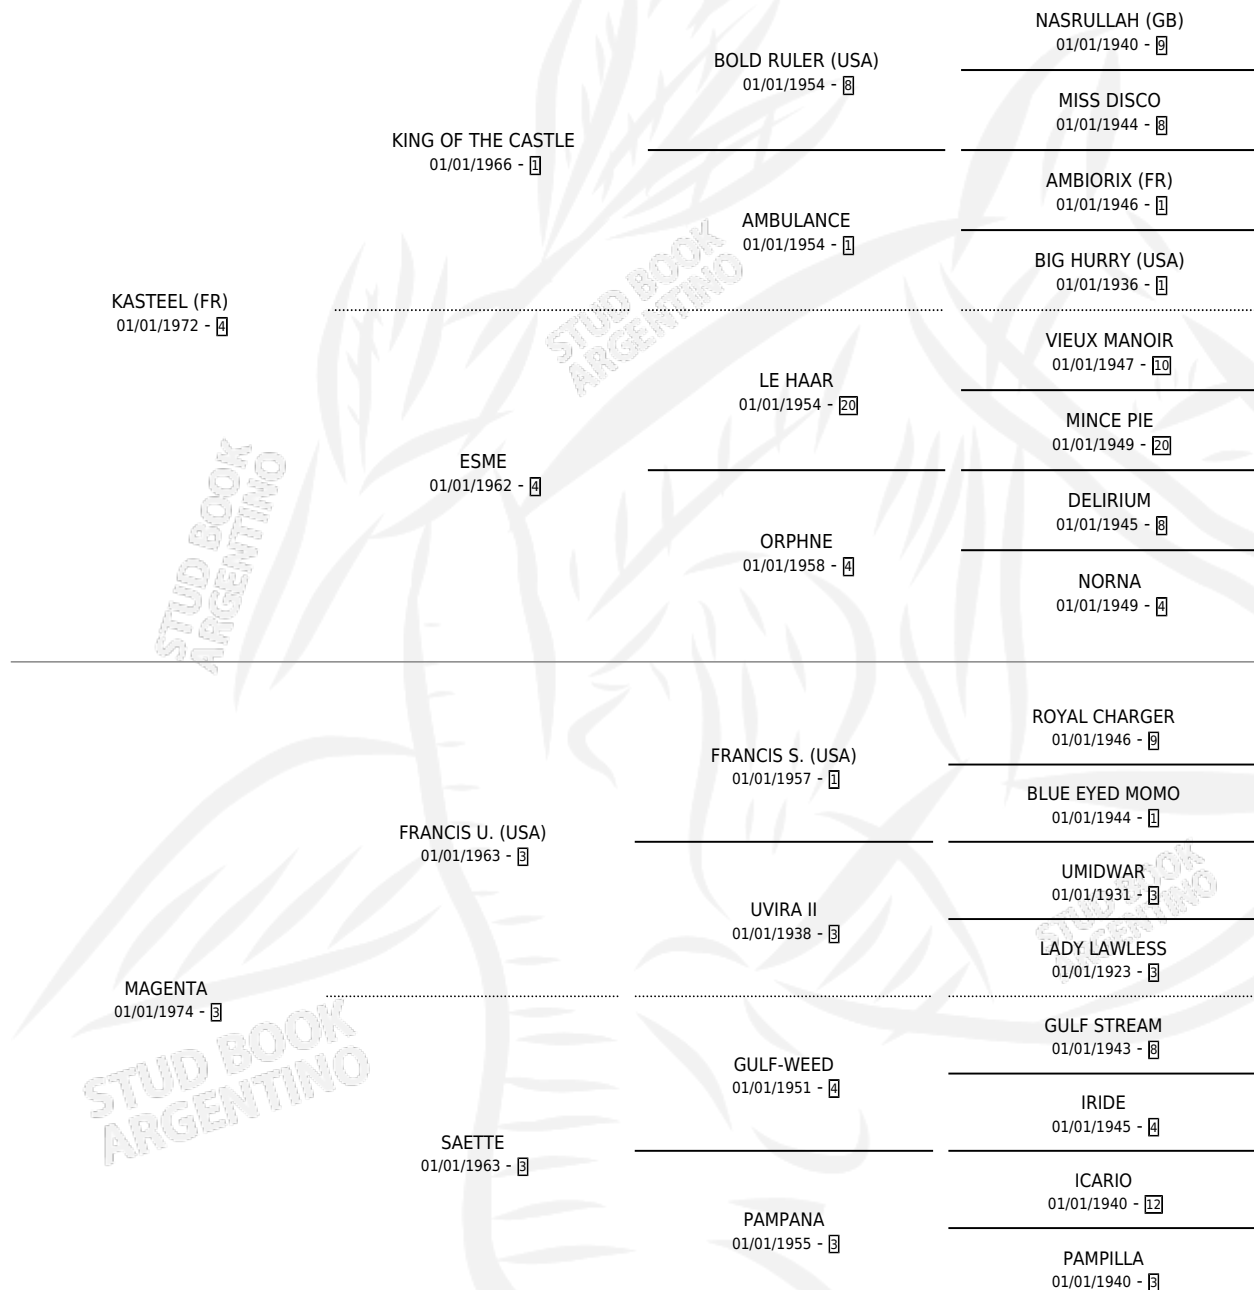 NASRULLAH (GB)
01/01/1940 - 9
BOLD RULER (USA)
01/01/1954 - 8
MISS DISCO
01/01/1944 - 8
KING OF THE CASTLE
01/01/1966 - 1
AMBIORIX (FR)
01/01/1946 - 1
AMBULANCE
01/01/1954 - 1
BIG HURRY (USA)
01/01/1936 - 1
KASTEEL (FR)
01/01/1972 - 4
VIEUX MANOIR
01/01/1947 - 10
LE HAAR
01/01/1954 - 20
MINCE PIE
01/01/1949 - 20
ESME
01/01/1962 - 4
DELIRIUM
01/01/1945 - 8
ORPHNE
01/01/1958 - 4
NORNA
01/01/1949 - 4
STUD BOOK
ARGENTINO
STUD BOOK
ARGENTINO
ROYAL CHARGER
01/01/1946 - 9
FRANCIS S. (USA)
01/01/1957 - 1
BLUE EYED MOMO
01/01/1944 - 1
FRANCIS U. (USA)
01/01/1963 - 3
UMIDWAR
01/01/1931 - 3
UVIRA II
01/01/1938 - 3
LADY LAWLESS
01/01/1923 - 3
STUD BOOK
ARGENTINO
MAGENTA
01/01/1974 - 3
GULF STREAM
01/01/1943 - 8
GULF-WEED
01/01/1951 - 4
IRIDE
01/01/1945 - 4
STUD BOOK
ARGENTINO
SAETTE
01/01/1963 - 3
ICARIO
01/01/1940 - 12
PAMPANA
01/01/1955 - 3
PAMPILLA
01/01/1940 - 3